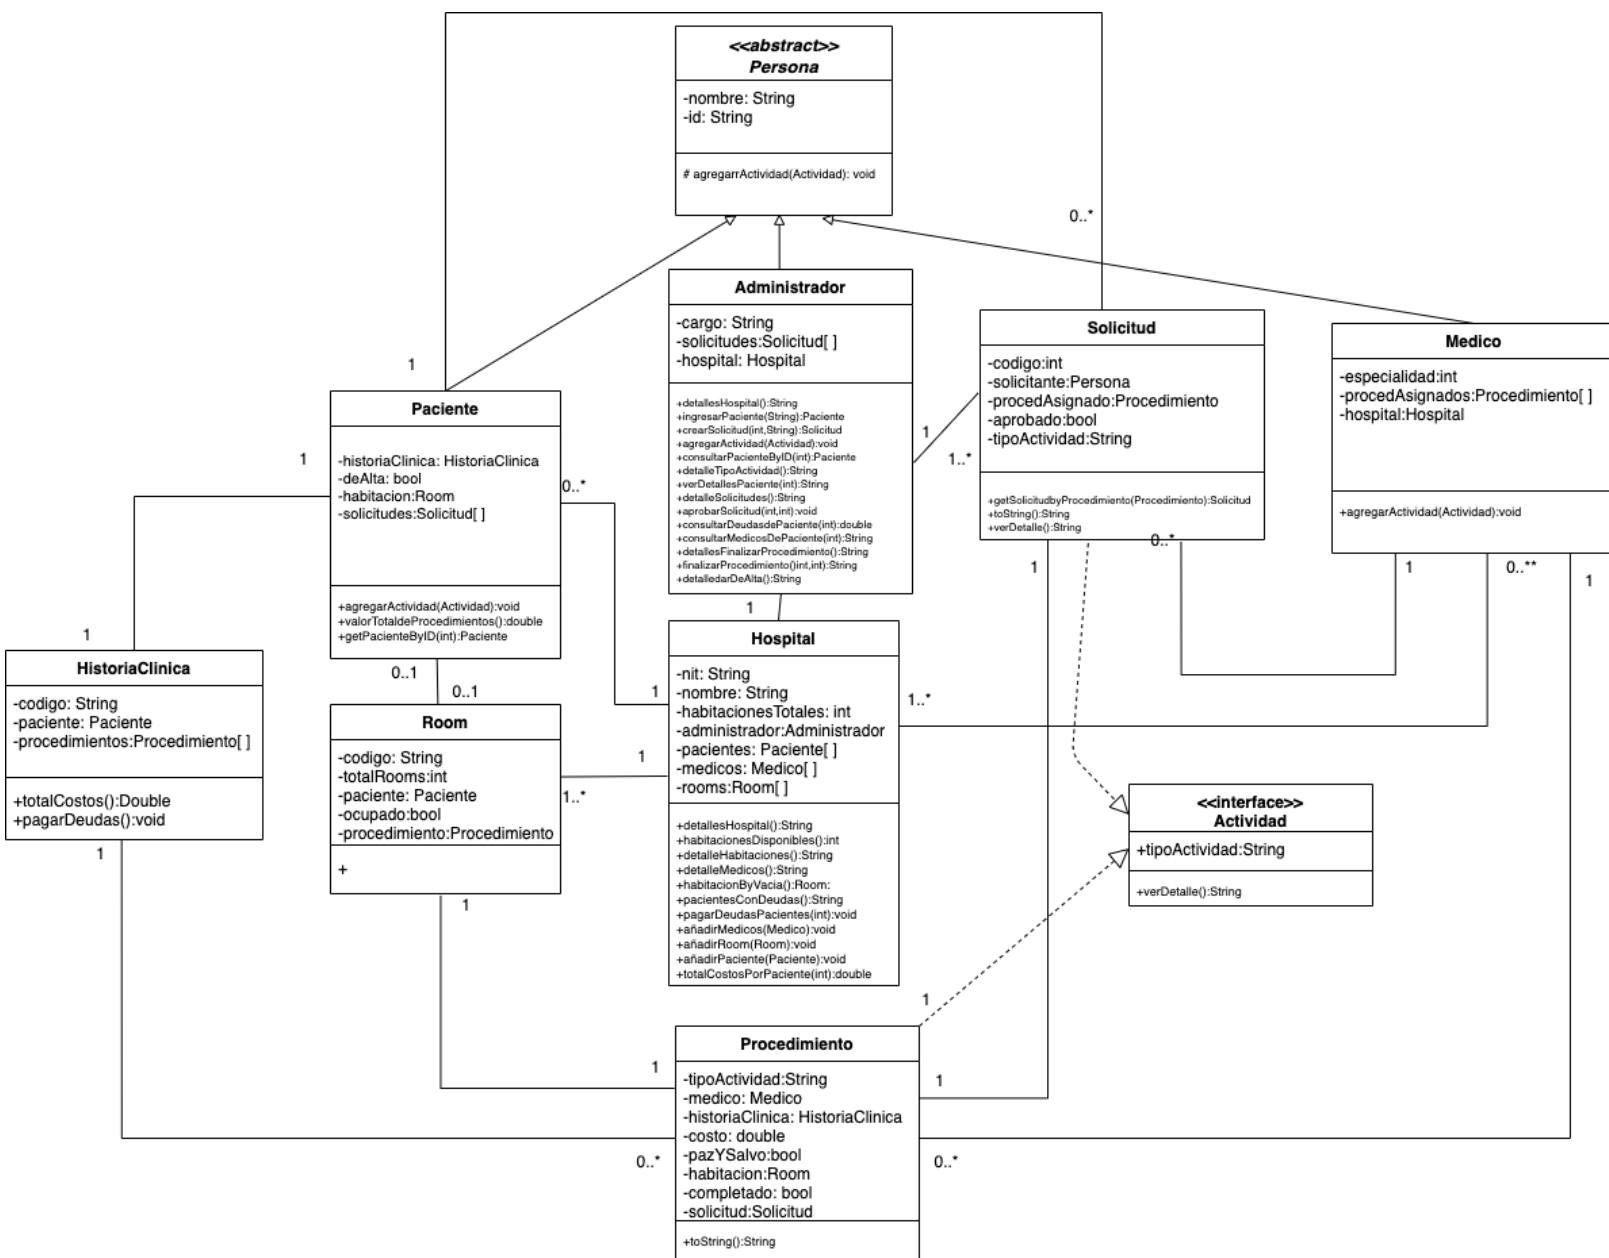 <<abstract>>
Persona
-nombre: String
-id: String
# agregarrActividad(Actividad): void
0..*
Administrador
-cargo: String
-solicitudes:Solicitud[ ]
-hospital: Hospital
+detallesHospital():String
+ingresarPaciente(String):Paciente
+crearSolicitud(int,String):Solicitud
+agregarActividad(Actividad):void
+consultarPacienteByID(int):Paciente
+detalleTipoActividad():String
+verDetallesPaciente(int):String
+detalleSolicitudes():String
+aprobarSolicitud(int,int):void
+consultarDeudasdePaciente(int):double
+consultarMedicosDePaciente(int):String
+detallesFinalizarProcedimiento():String
+finalizarProcedimiento()int,int):String
+detalledarDeAlta():String
1
1
1..*
Solicitud
-codigo:int
-solicitante:Persona
-procedAsignado:Procedimiento
-aprobado:bool
-tipoActividad:String
+getSolicitudbyProcedimiento(Procedimiento):Solicitud
+toString():String
+verDetalle():String
0..*
1
Medico
-especialidad:int
-procedAsignados:Procedimiento[ ]
-hospital:Hospital
+agregarActividad(Actividad):void
1
0..**
1
1
Paciente
-historiaClinica: HistoriaClinica
-deAlta: bool
-habitacion:Room
-solicitudes:Solicitud[ ]
+agregarActividad(Actividad):void
+valorTotaldeProcedimientos():double
+getPacienteByID(int):Paciente
1
0..*
0..1
0..1
1
HistoriaClinica
-codigo: String
-paciente: Paciente
-procedimientos:Procedimiento[ ]
+totalCostos():Double
+pagarDeudas():void
1
Room
-codigo: String
-totalRooms:int
-paciente: Paciente
-ocupado:bool
-procedimiento:Procedimiento
+
1
1..*
1
1
Hospital
-nit: String
-nombre: String
-habitacionesTotales: int
-administrador:Administrador
-pacientes: Paciente[ ]
-medicos: Medico[ ]
-rooms:Room[ ]
+detallesHospital():String
+habitacionesDisponibles():int
+detalleHabitaciones():String
+detalleMedicos():String
+habitacionByVacia():Room:
+pacientesConDeudas():String
+pagarDeudasPacientes(int):void
+añadirMedicos(Medico):void
+añadirRoom(Room):void
+añadirPaciente(Paciente):void
+totalCostosPorPaciente(int):double
1..*
<<interface>>
Actividad
+tipoActividad:String
+verDetalle():String
1
1
1
0..*
0..*
Procedimiento
-tipoActividad:String
-medico: Medico
-historiaClinica: HistoriaClinica
-costo: double
-pazYSalvo:bool
-habitacion:Room
-completado: bool
-solicitud:Solicitud
+toString():String